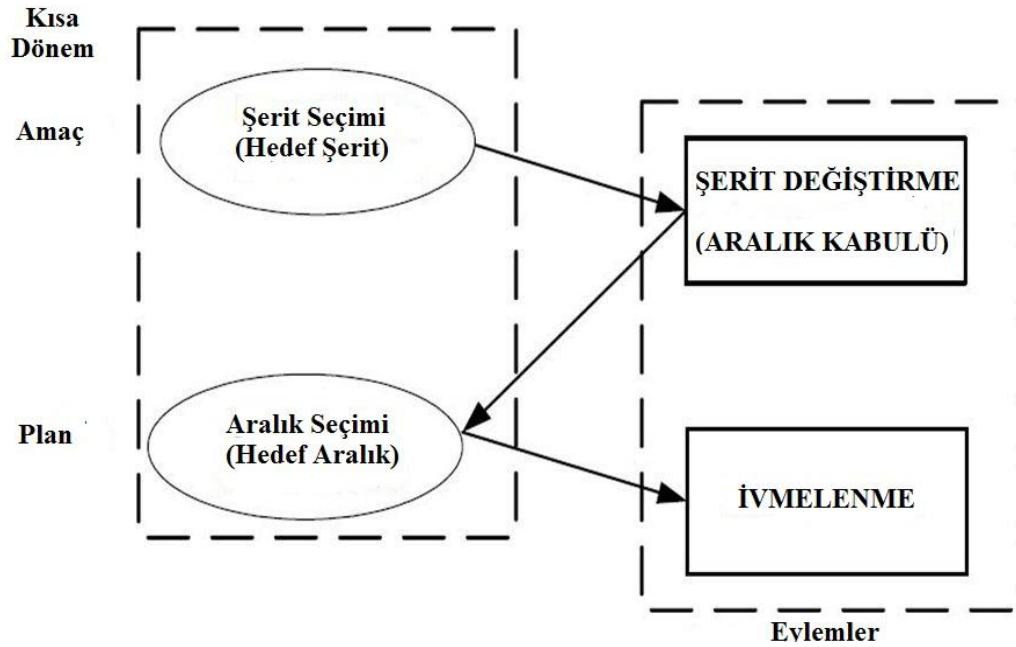 Kısa
Dönem
Amaç
Şerit Seçimi
(Hedef Şerit)
ŞERİT DEĞİŞTİRME
(ARALIK KABULÜ)
Plan
Aralık Seçimi
(Hedef Aralık)
İVMELENME
Eylemler